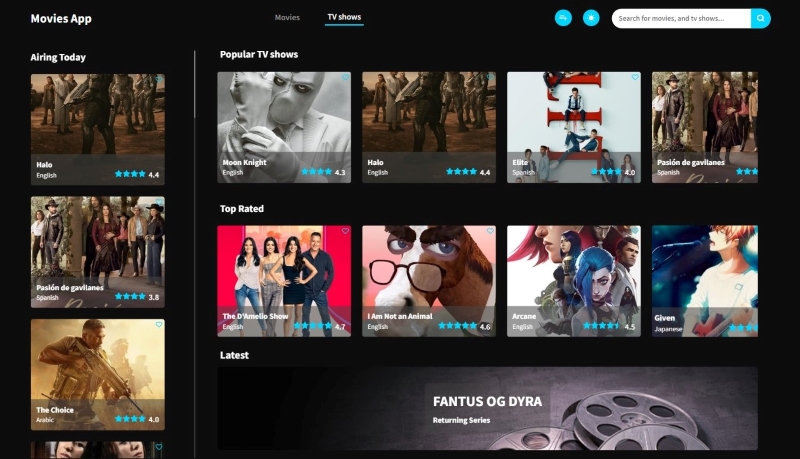 Movies App
Movies
TV shows
Search for movies, and tv shows...
Airing Today
Halo
English
4.4
Pasión de gavilanes
Spanish
3.8
The Choice
Arabic
4.0
Popular TV shows
Moon Knight
English
4.3
Halo
English
4.4
Elite
Spanish
4.0
Pasión de gavilanes
Spanish
Top Rated
The D'Amelio Show
English
4.7
I Am Not an Animal
English
4.6
Arcane
English
4.5
Given
Japanese
Latest
FANTUS OG DYRA
Returning Series